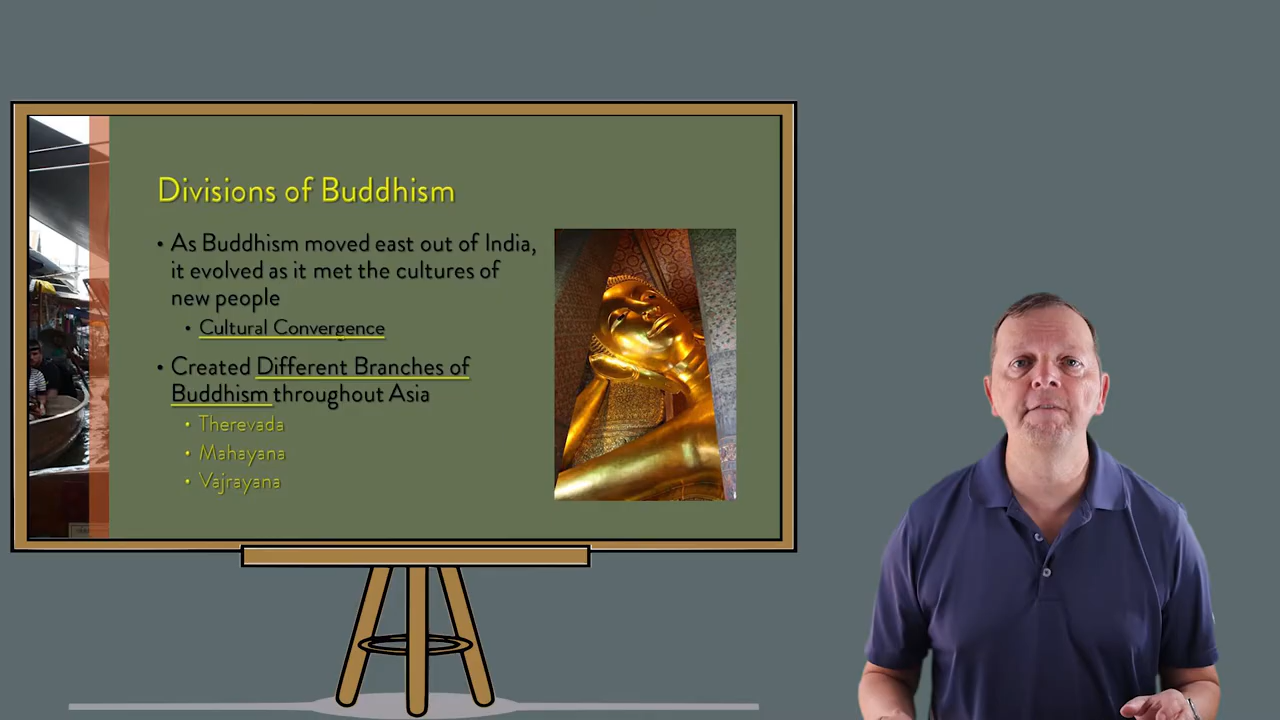 Divisions of Buddhism
• As Buddhism moved east out of India,
it evolved as it met the cultures of
new people
• Cultural Convergence
• Created Different Branches of
Buddhism throughout Asia
• Therevada
• Mahayana
• Vajrayana